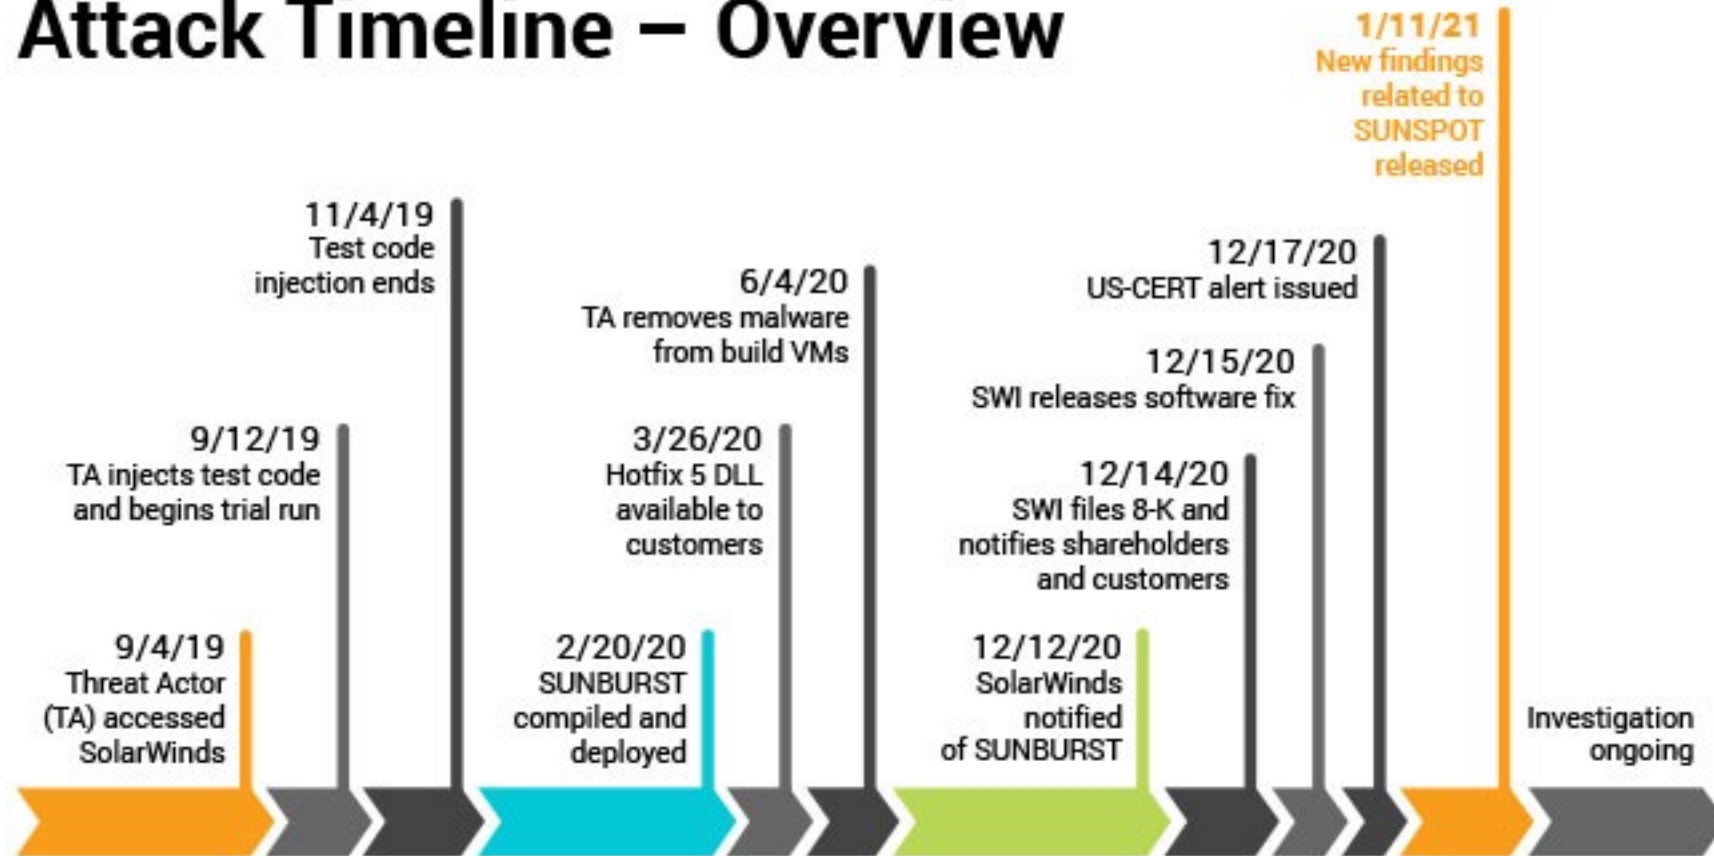 Attack Timeline – Overview
9/4/19
Threat Actor
(TA) accessed
SolarWinds
9/12/19
TA injects test code
and begins trial run
11/4/19
Test code
injection ends
2/20/20
SUNBURST
compiled and
deployed
3/26/20
Hotfix 5 DLL
available to
customers
6/4/20
TA removes malware
from build VMs
12/12/20
SolarWinds
notified
of SUNBURST
12/14/20
SWI files 8-K and
notifies shareholders
and customers
12/15/20
SWI releases software fix
12/17/20
US-CERT alert issued
1/11/21
New findings
related to
SUNSPOT
released
Investigation
ongoing